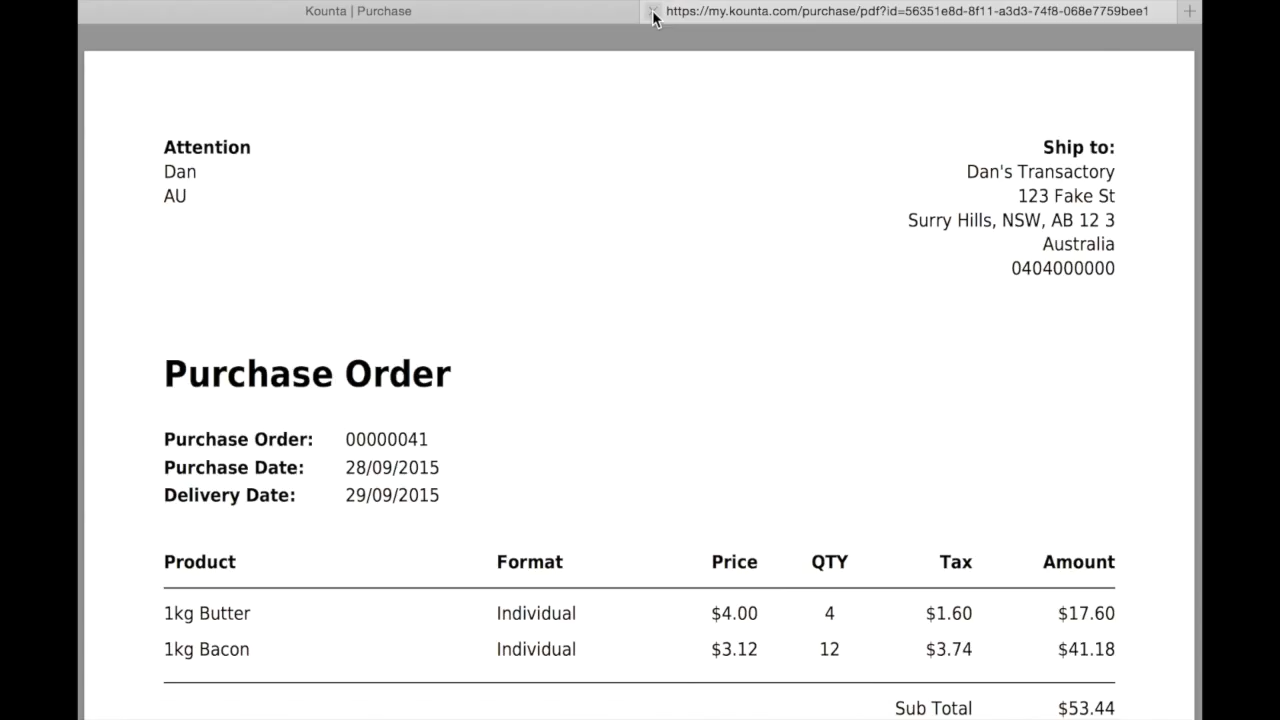 Kounta | Purchase
https://my.kounta.com/purchase/pdf?id=56351e8d-8f11-a3d3-74f8-068e7759bee1
Attention
Dan
AU
Ship to:
Dan's Transactory
123 Fake St
Surry Hills, NSW, AB 12 3
Australia
0404000000
Purchase Order
Purchase Order: 00000041
Purchase Date: 28/09/2015
Delivery Date: 29/09/2015
Product Format Price QTY Tax Amount
1kg Butter Individual $4.00 4 $1.60 $17.60
1kg Bacon Individual $3.12 12 $3.74 $41.18
Sub Total $53.44